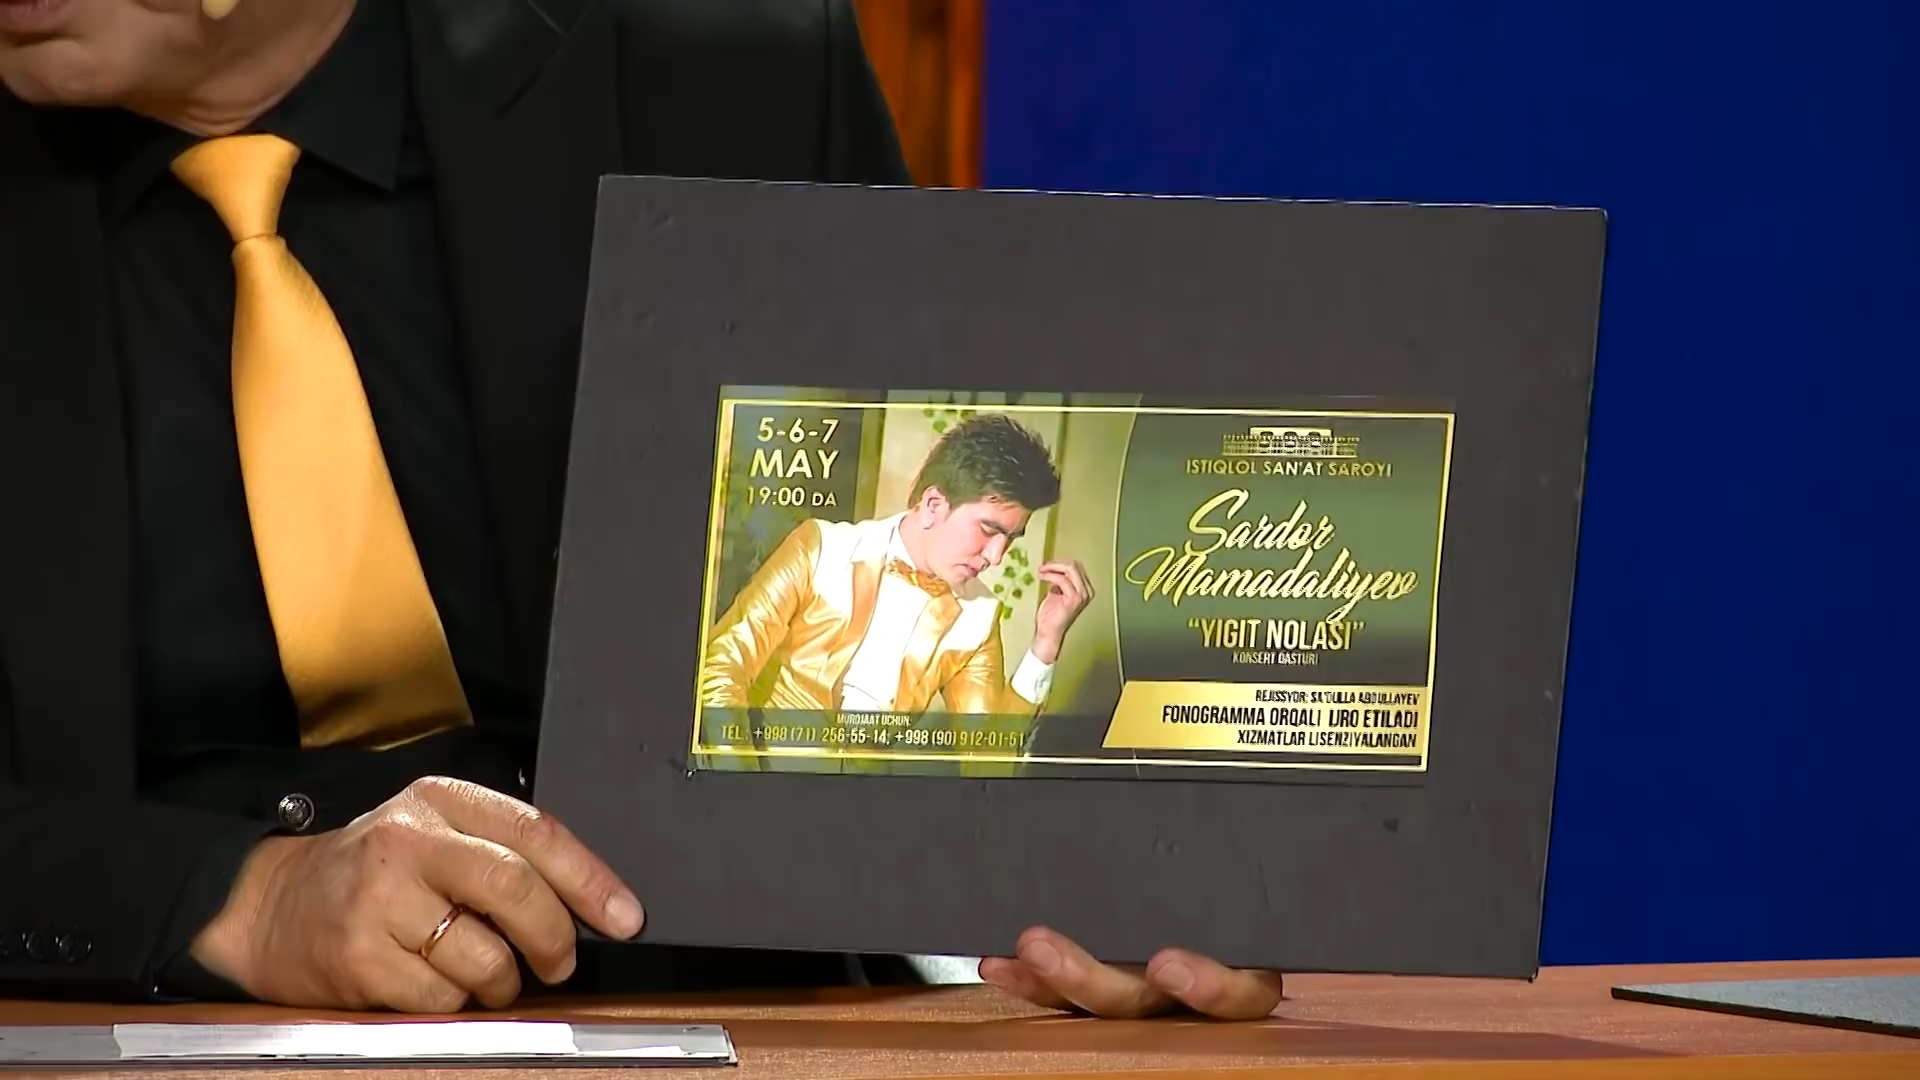 5-6-7
MAY
19:00 DA
ISTIQLOL SAN'AT SAROYI
Sardor
Mamadaliyev
"YIGIT NOLASI"
KONSERT DASTURI
REJISSYOR: SA'DULLA ABDULLAYEV
FONOGRAMMA ORQALI IJRO ETILADI
XIZMATLAR LISENZIYALANGAN
MUROJAAT UCHUN:
TEL.: +998 (71) 256-55-14; +998 (90) 912-01-51